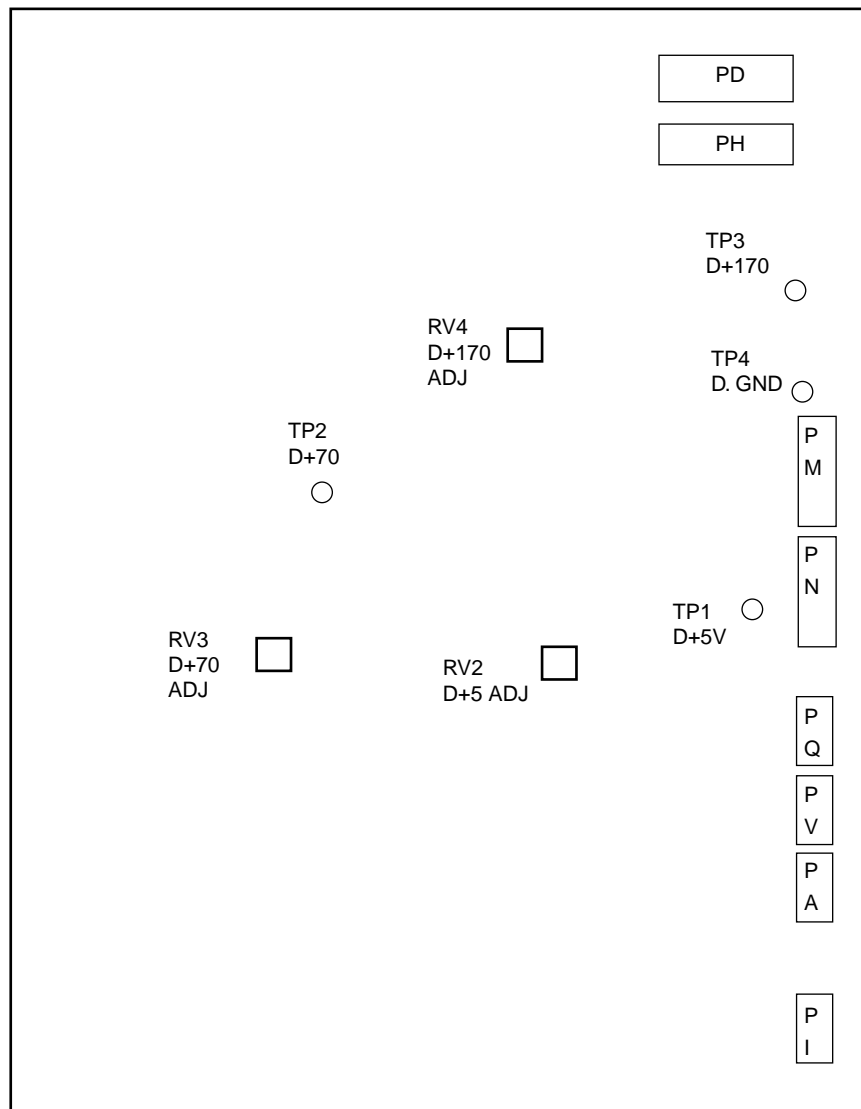 PD
PH
TP3
D+170
RV4
D+170
ADJ
TP4
D. GND
P
M
TP2
D+70
P
N
TP1
D+5V
RV3
D+70
ADJ
RV2
D+5 ADJ
P
Q
P
V
P
A
P
I